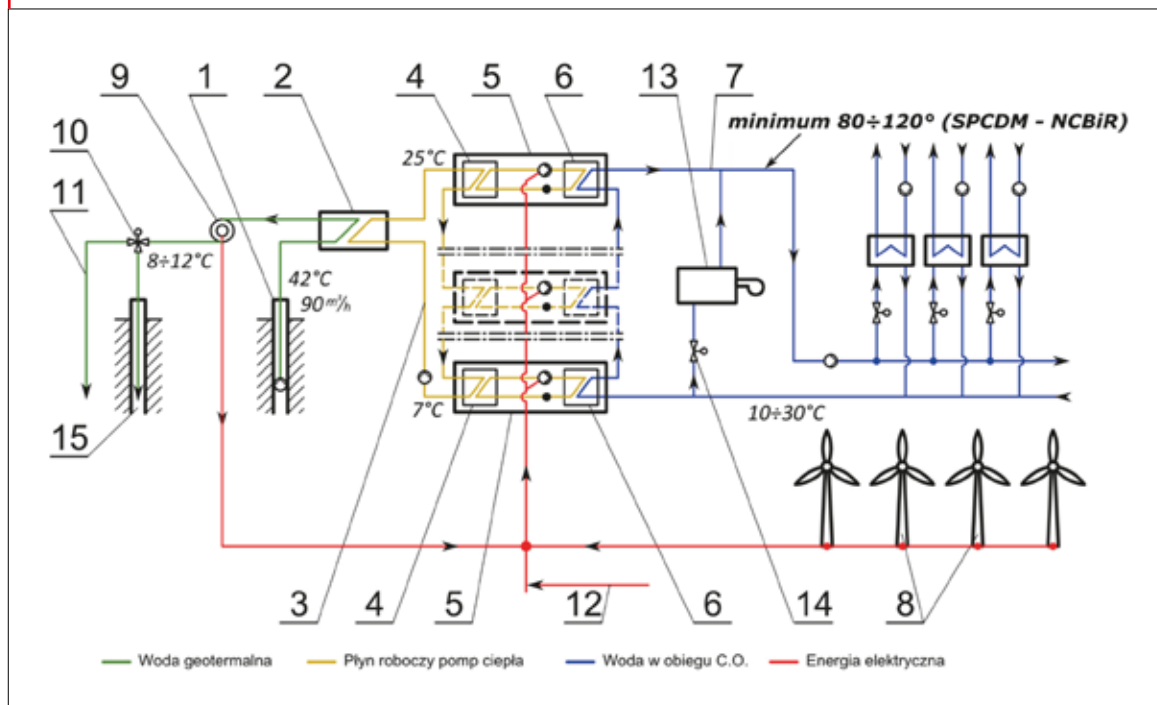 9 1 2 4 5 6 13 7
minimum 80÷120° (SPCDM - NCBiR)
10
25°C
11
8÷12°C
42°C
90 m³/h
7°C
10÷30°C
15
3 4 5 12 6 14 8
Woda geotermalna Płyn roboczy pomp ciepła Woda w obiegu C.O. Energia elektryczna